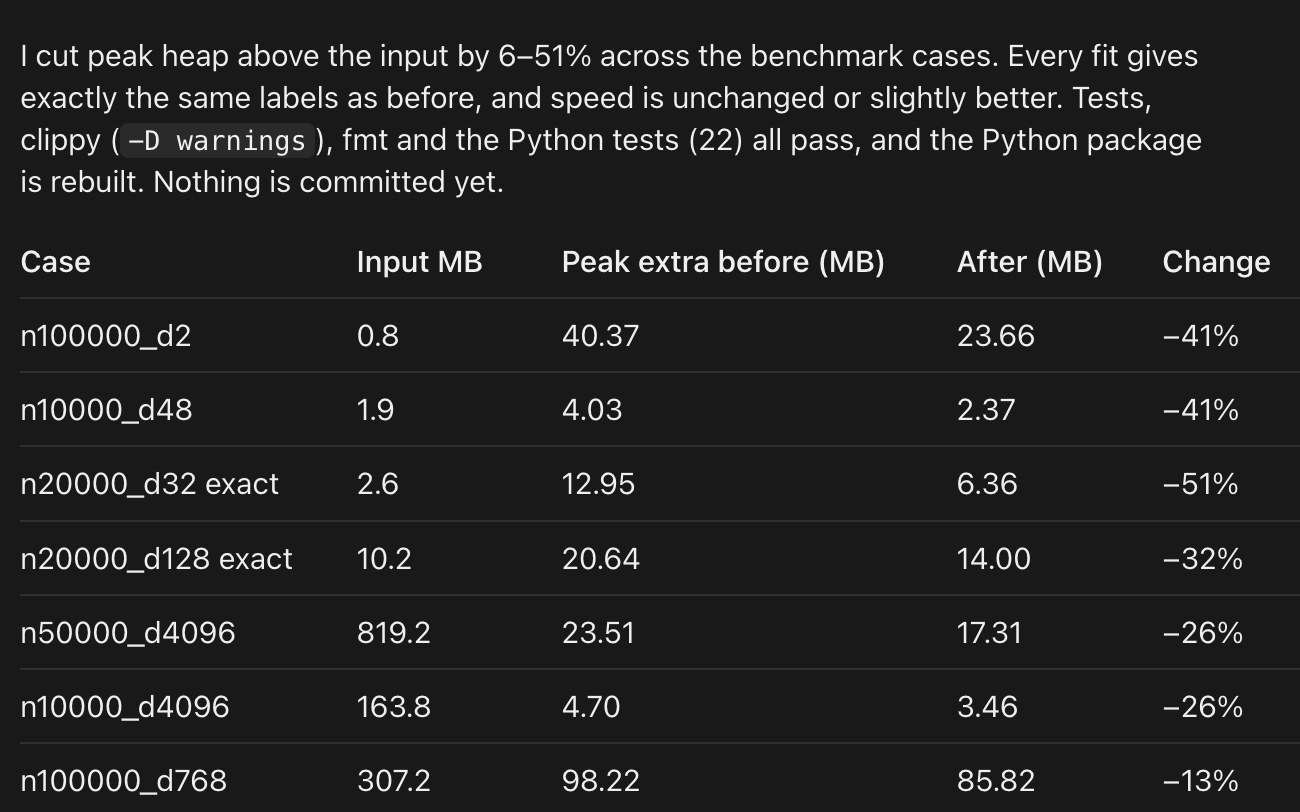 I cut peak heap above the input by 6–51% across the benchmark cases. Every fit gives
exactly the same labels as before, and speed is unchanged or slightly better. Tests,
clippy (-D warnings), fmt and the Python tests (22) all pass, and the Python package
is rebuilt. Nothing is committed yet.
Case Input MB Peak extra before (MB) After (MB) Change
n100000_d2 0.8 40.37 23.66 −41%
n10000_d48 1.9 4.03 2.37 −41%
n20000_d32 exact 2.6 12.95 6.36 −51%
n20000_d128 exact 10.2 20.64 14.00 −32%
n50000_d4096 819.2 23.51 17.31 −26%
n10000_d4096 163.8 4.70 3.46 −26%
n100000_d768 307.2 98.22 85.82 −13%